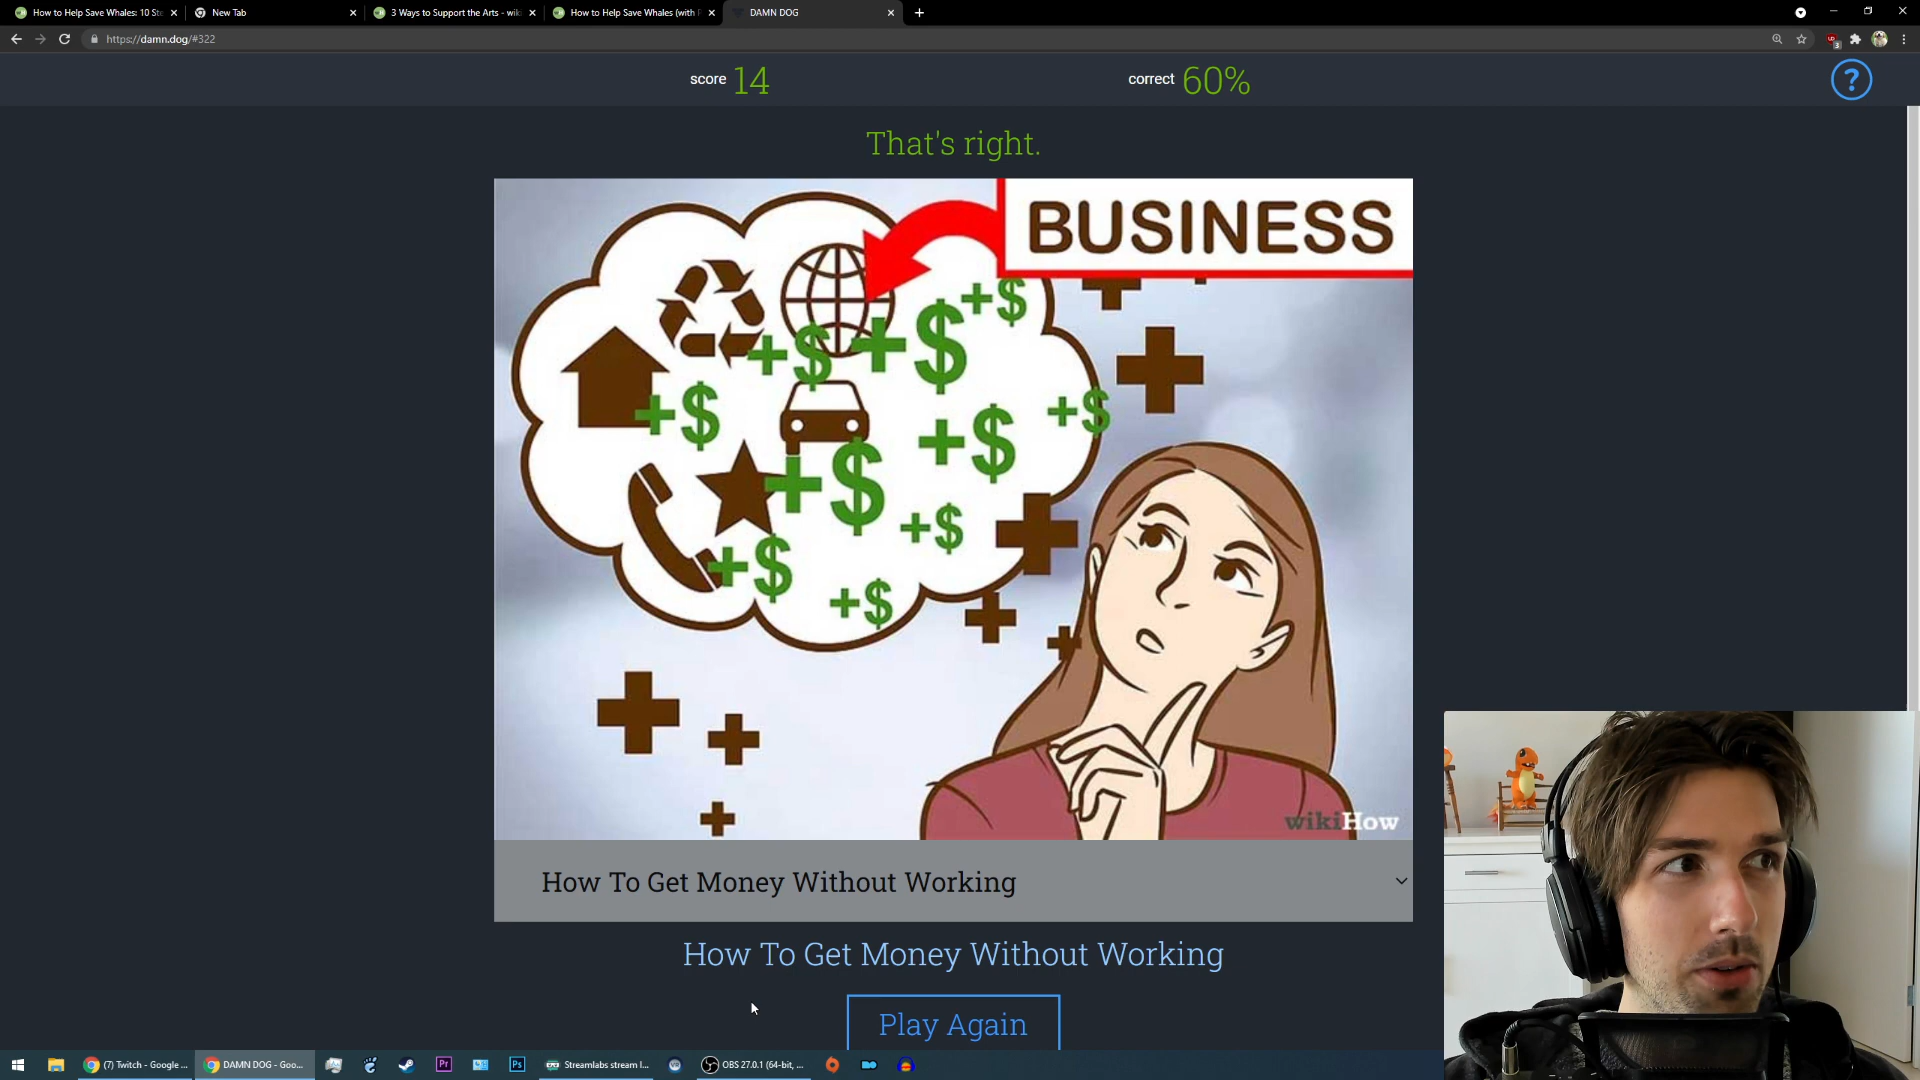 How to Help Save Whales: 10 St
New Tab
3 Ways to Support the Arts - wiki
How to Help Save Whales (with P
DAMN DOG
https://damn.dog/#322
3
score 14
correct 60%
?
That's right.
BUSINESS
+$
+$
+$
+$
+$
+$
+$
+$
+$
+$
wikiHow
How To Get Money Without Working
How To Get Money Without Working
Play Again
(7) Twitch - Google ...
DAMN DOG - Goo...
Pr
Ps
Streamlabs stream l...
OBS 27.0.1 (64-bit, ...